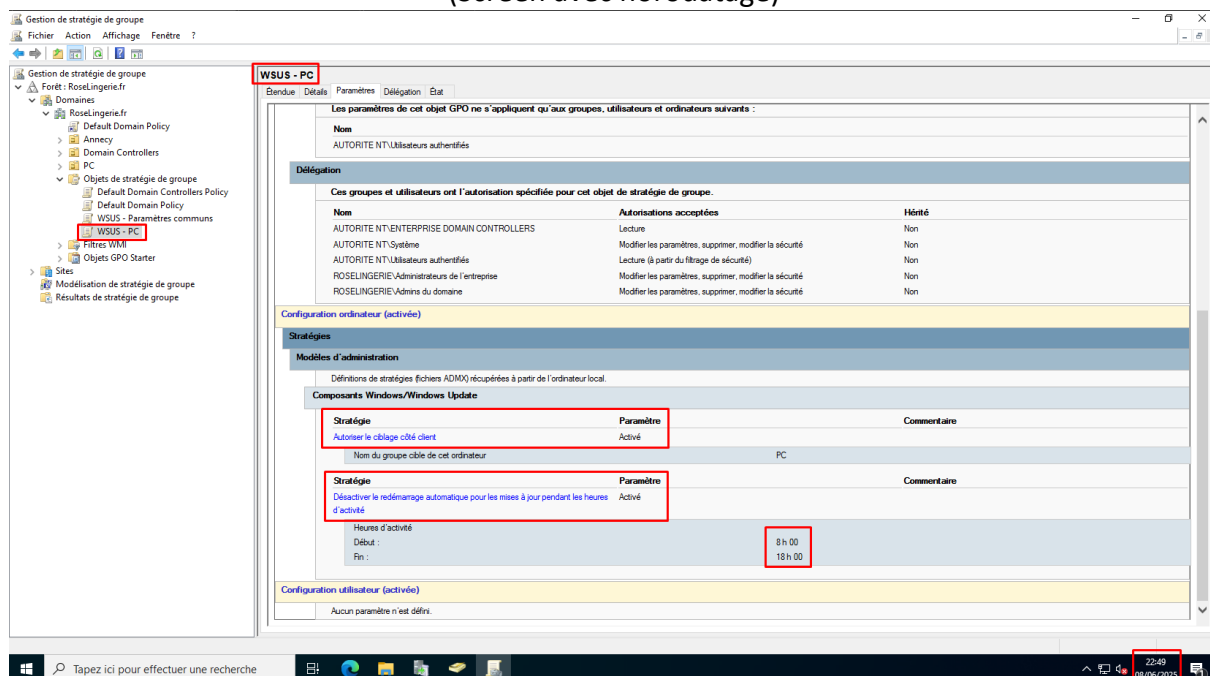 (screen avec horodatage)
Gestion de stratégie de groupe
Fichier Action Affichage Fenêtre ?
Gestion de stratégie de groupe
Forêt : RoseLingerie.fr
Domaines
RoseLingerie.fr
Default Domain Policy
Annecy
Domain Controllers
PC
Objets de stratégie de groupe
Default Domain Controllers Policy
Default Domain Policy
WSUS - Paramètres communs
WSUS - PC
Filtres WMI
Objets GPO Starter
Sites
Modélisation de stratégie de groupe
Résultats de stratégie de groupe
WSUS - PC
Étendue Détails Paramètres Délégation État
Les paramètres de cet objet GPO ne s'appliquent qu'aux groupes, utilisateurs et ordinateurs suivants :
Nom
AUTORITE NT\Utilisateurs authentifiés
Délégation
Ces groupes et utilisateurs ont l'autorisation spécifiée pour cet objet de stratégie de groupe.
Nom Autorisations acceptées Hérité
AUTORITE NT\ENTERPRISE DOMAIN CONTROLLERS Lecture Non
AUTORITE NT\Système Modifier les paramètres, supprimer, modifier la sécurité Non
AUTORITE NT\Utilisateurs authentifiés Lecture (à partir du filtrage de sécurité) Non
ROSELINGERIE\Administrateurs de l'entreprise Modifier les paramètres, supprimer, modifier la sécurité Non
ROSELINGERIE\Admins du domaine Modifier les paramètres, supprimer, modifier la sécurité Non
Configuration ordinateur (activée)
Stratégies
Modèles d'administration
Définitions de stratégies (fichiers ADMX) récupérées à partir de l'ordinateur local.
Composants Windows/Windows Update
Stratégie Paramètre Commentaire
Autoriser le ciblage côté client Activé
Nom du groupe cible de cet ordinateur PC
Stratégie Paramètre Commentaire
Désactiver le redémarrage automatique pour les mises à jour pendant les heures Activé
d'activité
Heures d'activité
Début : 8 h 00
Fin : 18 h 00
Configuration utilisateur (activée)
Aucun paramètre n'est défini.
Tapez ici pour effectuer une recherche
22:49
08/06/2025